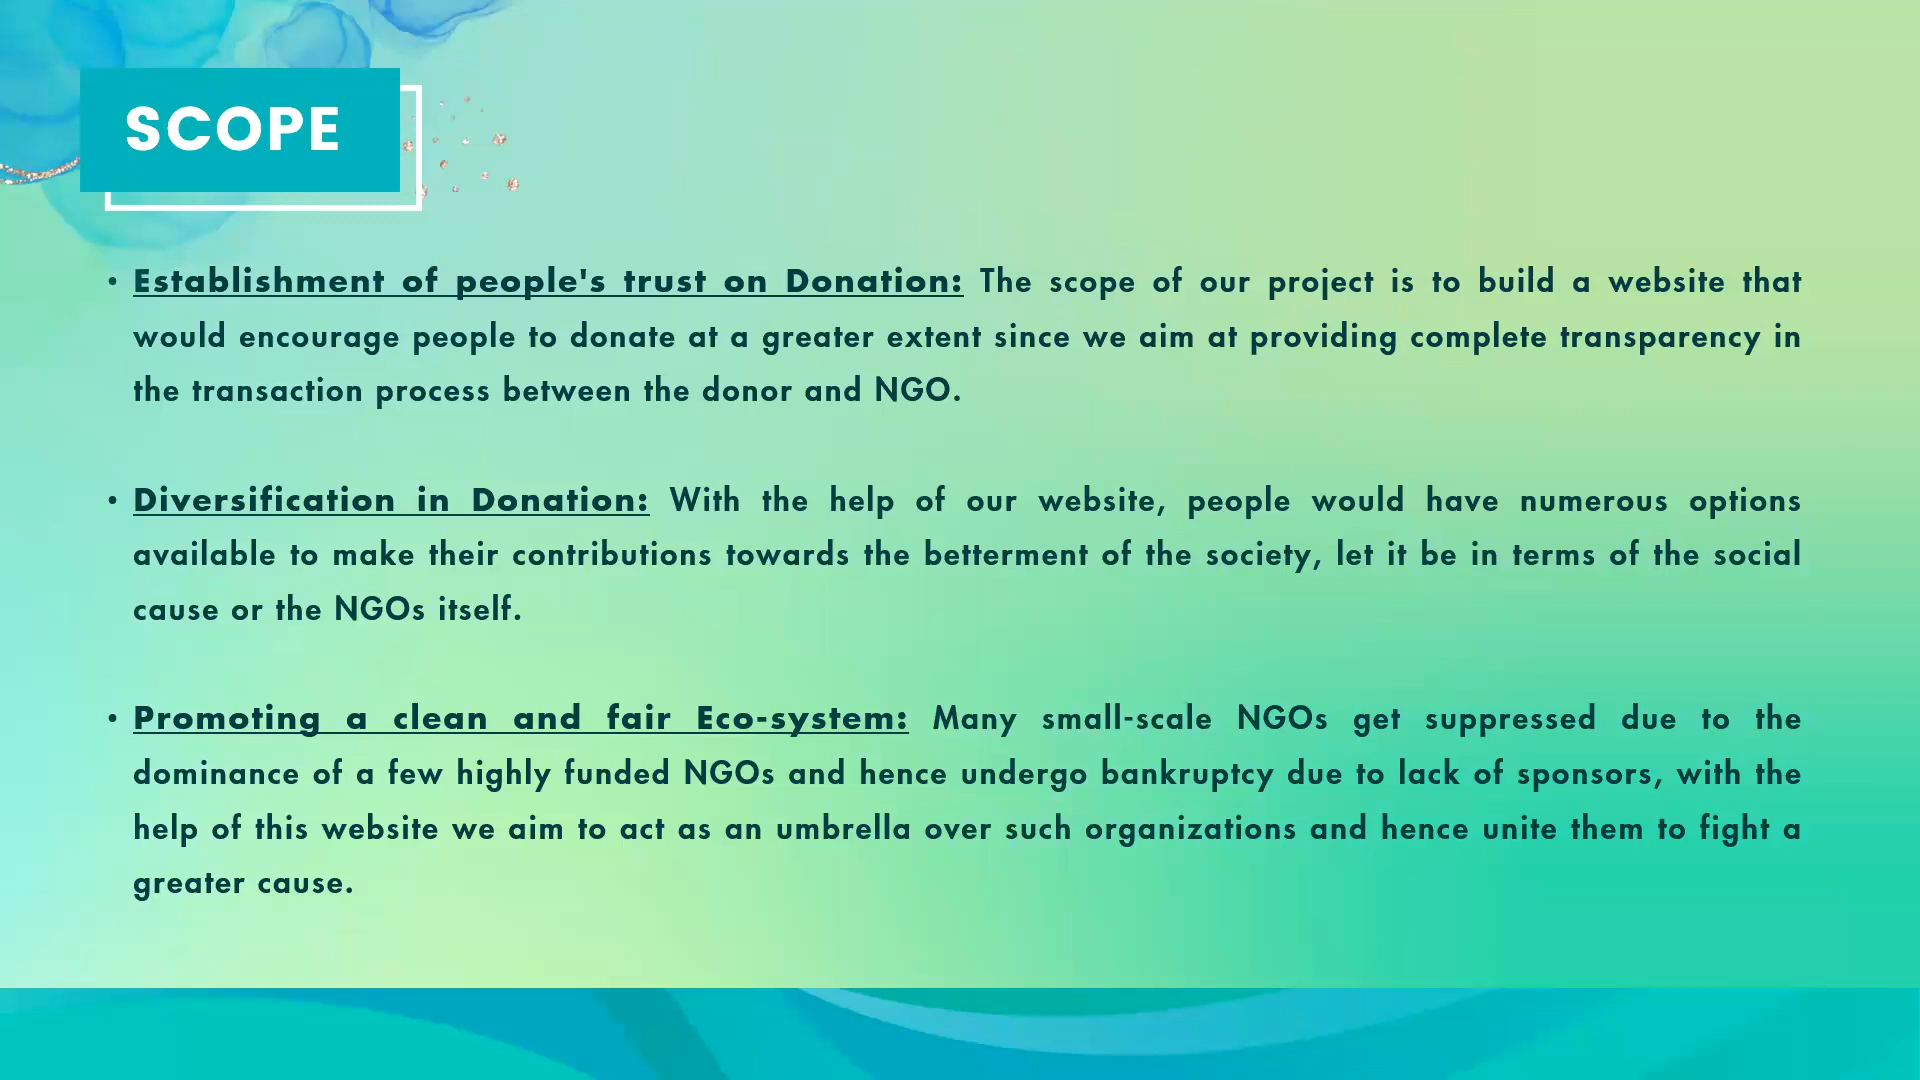 SCOPE
• Establishment of people's trust on Donation: The scope of our project is to build a website that
would encourage people to donate at a greater extent since we aim at providing complete transparency in
the transaction process between the donor and NGO.
• Diversification in Donation: With the help of our website, people would have numerous options
available to make their contributions towards the betterment of the society, let it be in terms of the social
cause or the NGOs itself.
• Promoting a clean and fair Eco-system: Many small-scale NGOs get suppressed due to the
dominance of a few highly funded NGOs and hence undergo bankruptcy due to lack of sponsors, with the
help of this website we aim to act as an umbrella over such organizations and hence unite them to fight a
greater cause.